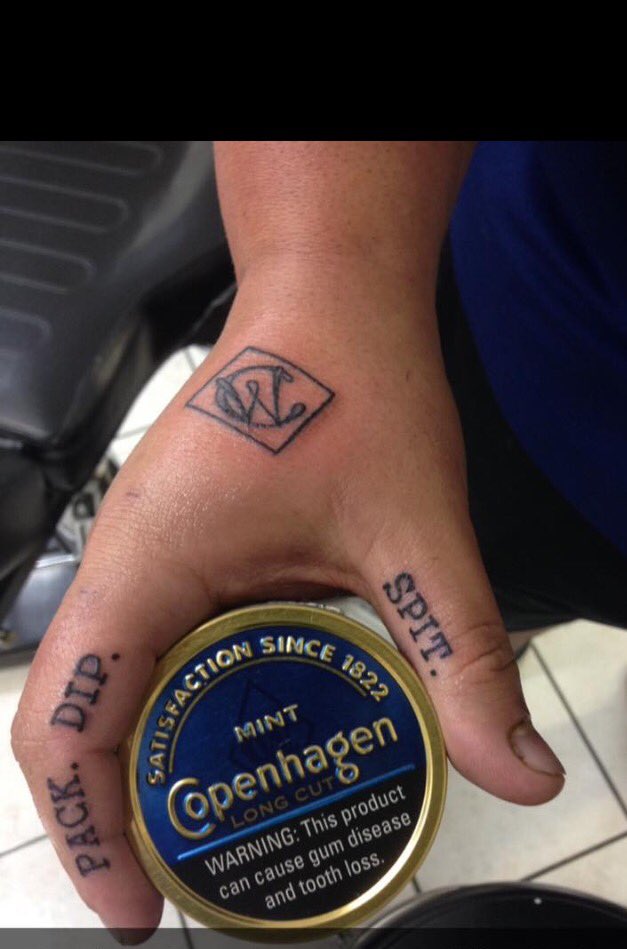 CW
PACK. DIP.
SPIT.
SATISFACTION SINCE 1822
MINT
Copenhagen
LONG CUT
WARNING: This product
can cause gum disease
and tooth loss.